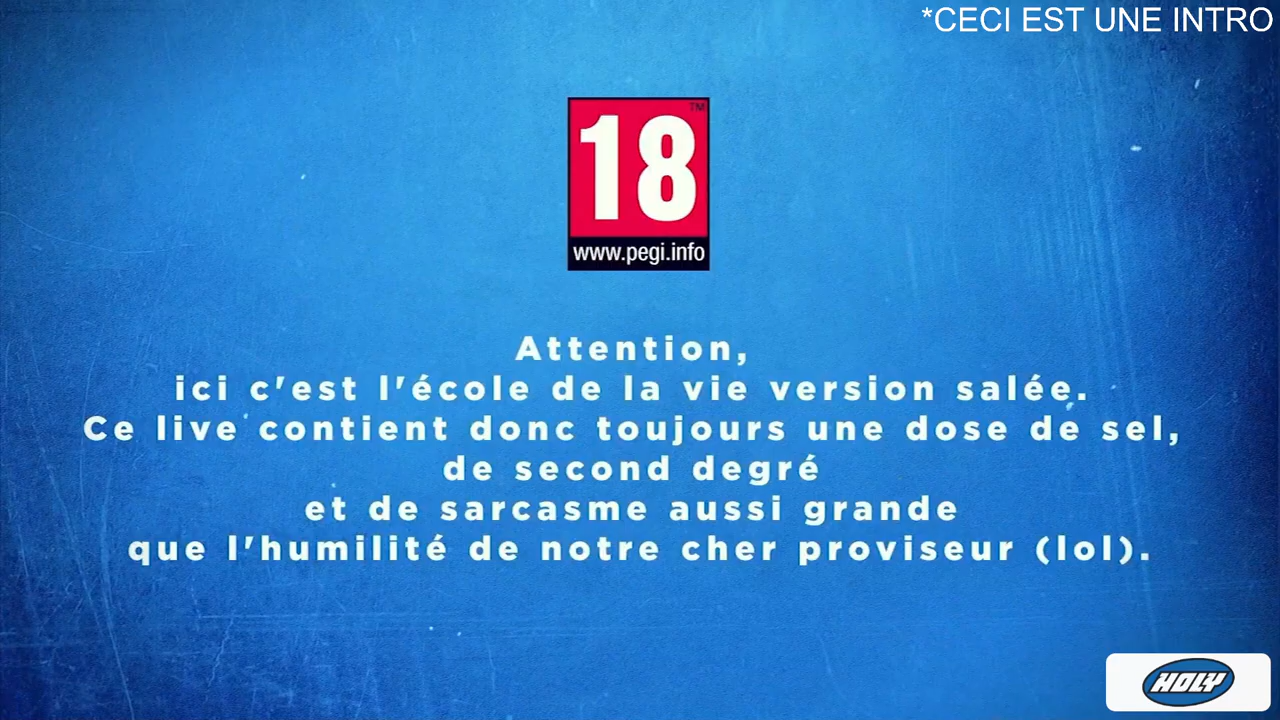 *CECI EST UNE INTRO
18
TM
www.pegi.info
Attention,
ici c'est l'école de la vie version salée.
Ce live contient donc toujours une dose de sel,
de second degré
et de sarcasme aussi grande
que l'humilité de notre cher proviseur (lol).
HOLY